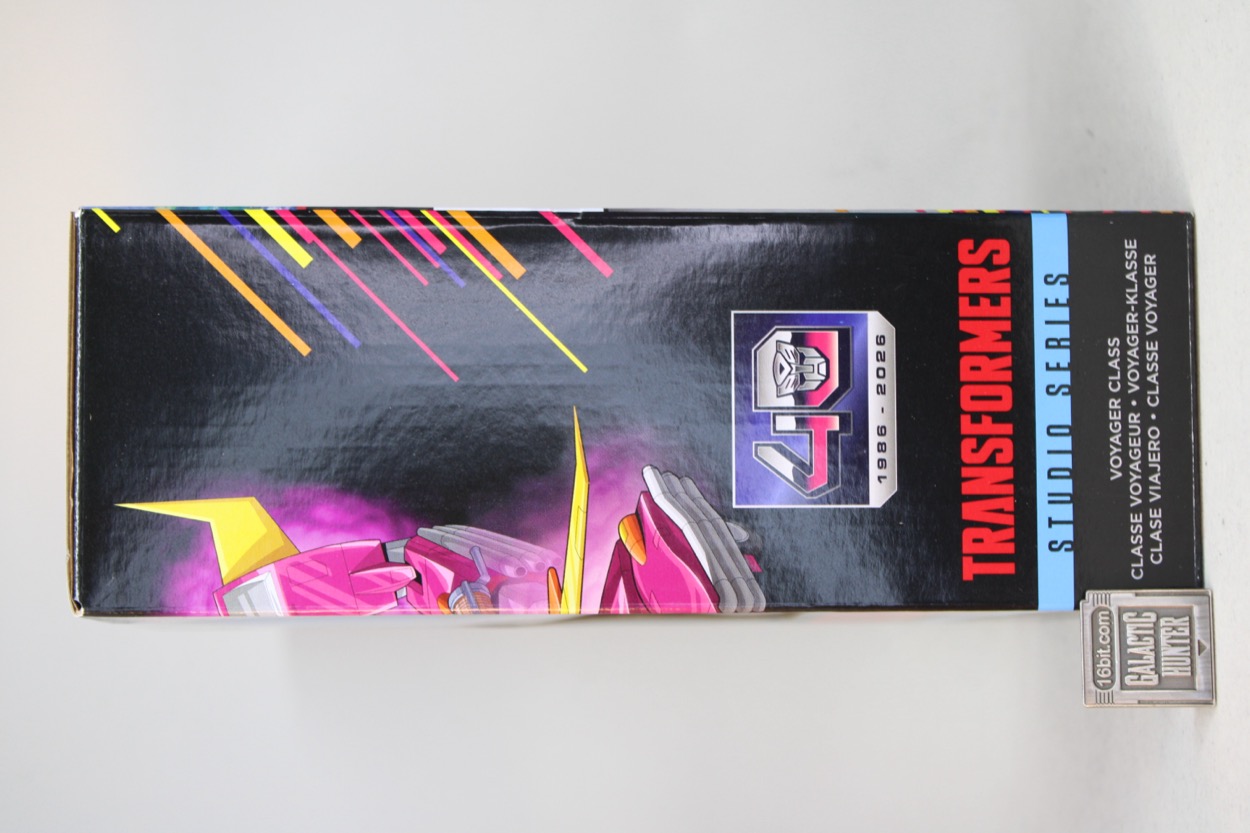 40
1986 - 2026
TRANSFORMERS
STUDIO SERIES
VOYAGER CLASS
CLASSE VOYAGEUR • VOYAGER-KLASSE
CLASE VIAJERO • CLASSE VOYAGER
16bit.com
GALACTIC
HUNTER